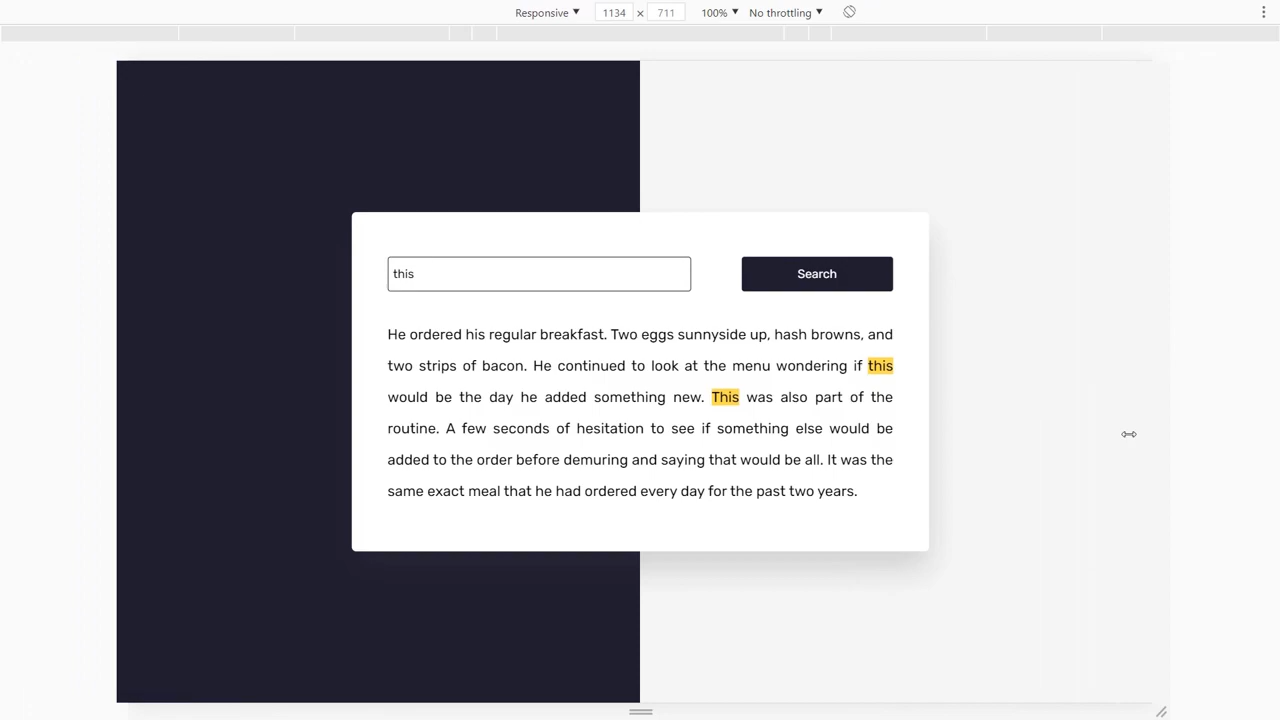 Responsive ▼ 1134 × 711 100% ▼ No throttling ▼
this
Search
He ordered his regular breakfast. Two eggs sunnyside up, hash browns, and
two strips of bacon. He continued to look at the menu wondering if this
would be the day he added something new. This was also part of the
routine. A few seconds of hesitation to see if something else would be
added to the order before demuring and saying that would be all. It was the
same exact meal that he had ordered every day for the past two years.